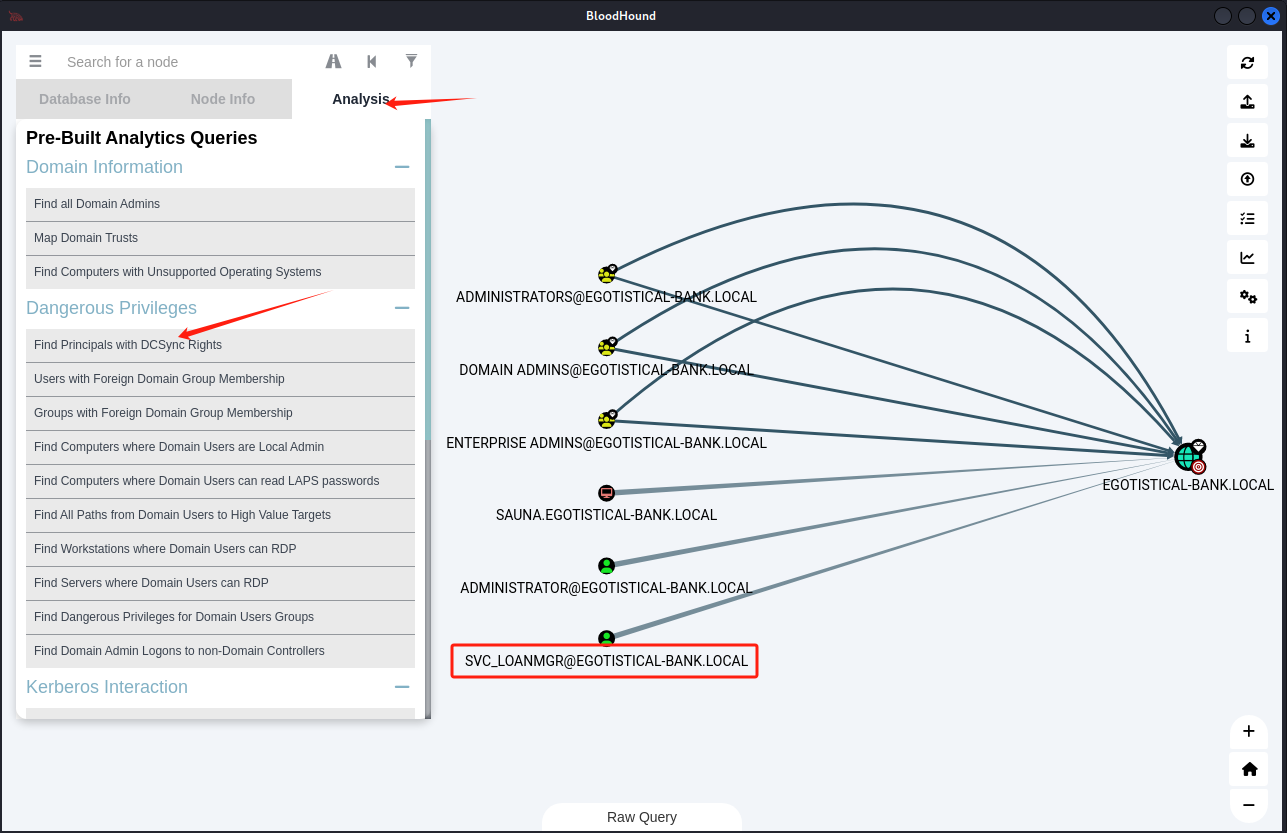 BloodHound
Search for a node
Database Info
Node Info
Analysis
Pre-Built Analytics Queries
Domain Information
Find all Domain Admins
Map Domain Trusts
Find Computers with Unsupported Operating Systems
Dangerous Privileges
Find Principals with DCSync Rights
Users with Foreign Domain Group Membership
Groups with Foreign Domain Group Membership
Find Computers where Domain Users are Local Admin
Find Computers where Domain Users can read LAPS passwords
Find All Paths from Domain Users to High Value Targets
Find Workstations where Domain Users can RDP
Find Servers where Domain Users can RDP
Find Dangerous Privileges for Domain Users Groups
Find Domain Admin Logons to non-Domain Controllers
Kerberos Interaction
ADMINISTRATORS@EGOTISTICAL-BANK.LOCAL
DOMAIN ADMINS@EGOTISTICAL-BANK.LOCAL
ENTERPRISE ADMINS@EGOTISTICAL-BANK.LOCAL
EGOTISTICAL-BANK.LOCAL
SAUNA.EGOTISTICAL-BANK.LOCAL
ADMINISTRATOR@EGOTISTICAL-BANK.LOCAL
SVC_LOANMGR@EGOTISTICAL-BANK.LOCAL
Raw Query